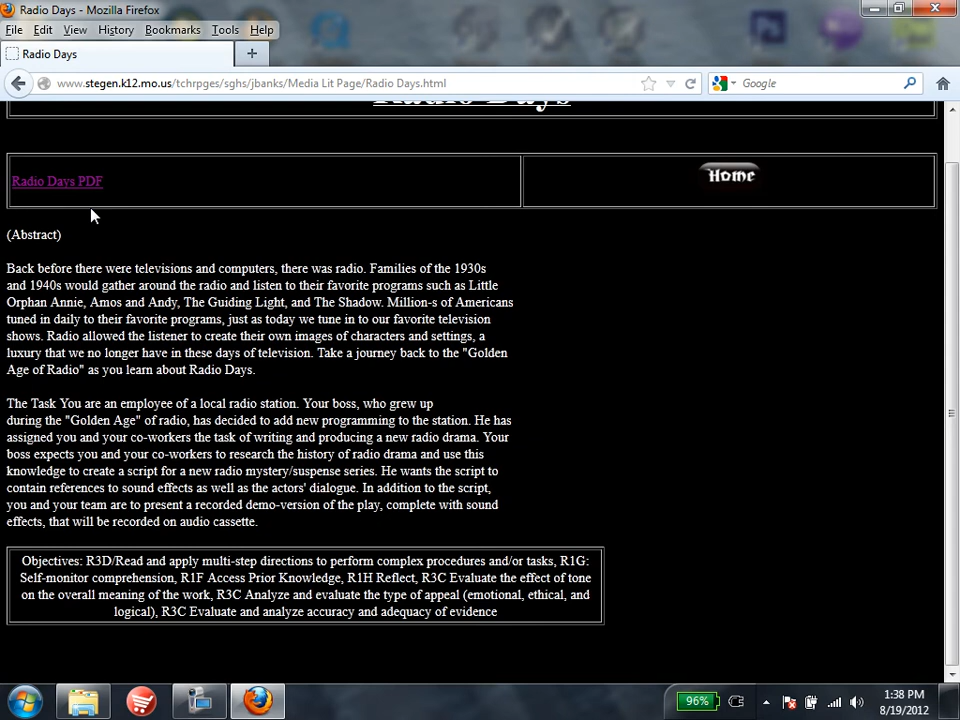 Radio Days - Mozilla Firefox
File Edit View History Bookmarks Tools Help
Radio Days
www.stegen.k12.mo.us/tchrpges/sghs/jbanks/Media Lit Page/Radio Days.html
Google
Radio Days
Radio Days PDF
Home
(Abstract)
Back before there were televisions and computers, there was radio. Families of the 1930s
and 1940s would gather around the radio and listen to their favorite programs such as Little
Orphan Annie, Amos and Andy, The Guiding Light, and The Shadow. Million-s of Americans
tuned in daily to their favorite programs, just as today we tune in to our favorite television
shows. Radio allowed the listener to create their own images of characters and settings, a
luxury that we no longer have in these days of television. Take a journey back to the "Golden
Age of Radio" as you learn about Radio Days.
The Task You are an employee of a local radio station. Your boss, who grew up
during the "Golden Age" of radio, has decided to add new programming to the station. He has
assigned you and your co-workers the task of writing and producing a new radio drama. Your
boss expects you and your co-workers to research the history of radio drama and use this
knowledge to create a script for a new radio mystery/suspense series. He wants the script to
contain references to sound effects as well as the actors' dialogue. In addition to the script,
you and your team are to present a recorded demo-version of the play, complete with sound
effects, that will be recorded on audio cassette.
Objectives: R3D/Read and apply multi-step directions to perform complex procedures and/or tasks, R1G:
Self-monitor comprehension, R1F Access Prior Knowledge, R1H Reflect, R3C Evaluate the effect of tone
on the overall meaning of the work, R3C Analyze and evaluate the type of appeal (emotional, ethical, and
logical), R3C Evaluate and analyze accuracy and adequacy of evidence
96%
1:38 PM
8/19/2012